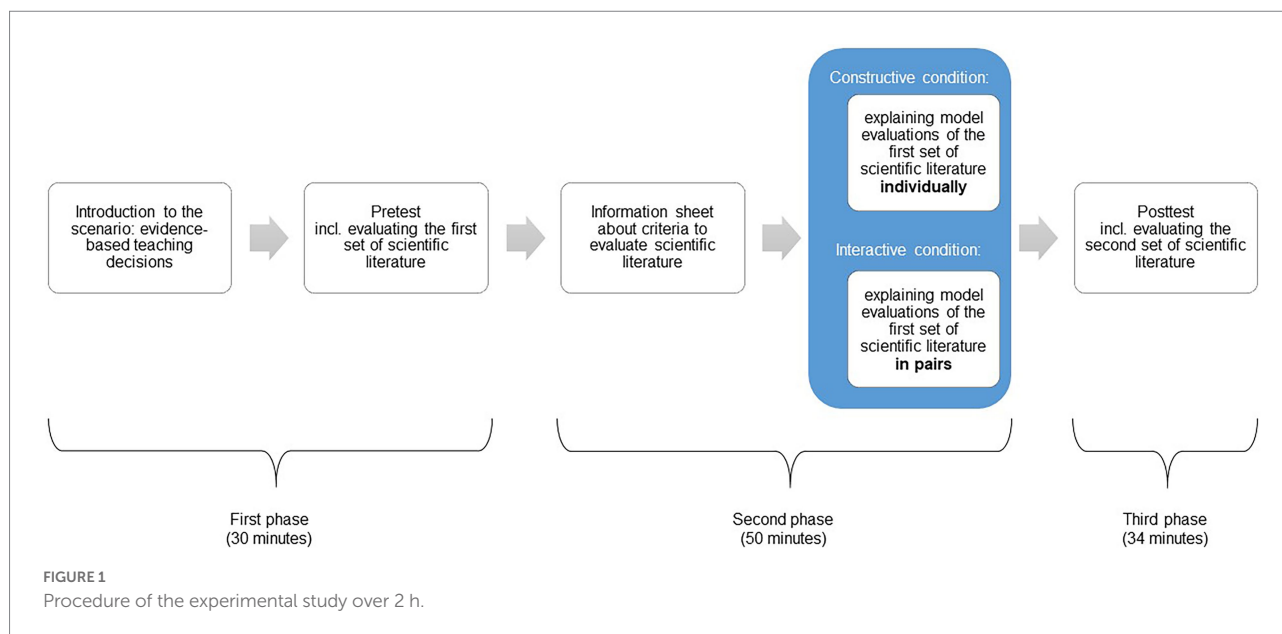 Introduction to the
scenario: evidence-
based teaching
decisions
Pretest
incl. evaluating the first
set of scientific
literature
Information sheet
about criteria to
evaluate scientific
literature
Constructive condition:
explaining model
evaluations of the
first set of
scientific literature
individually
Interactive condition:
explaining model
evaluations of the
first set of
scientific literature
in pairs
Posttest
incl. evaluating the
second set of scientific
literature
First phase
(30 minutes)
Second phase
(50 minutes)
Third phase
(34 minutes)
FIGURE 1
Procedure of the experimental study over 2 h.